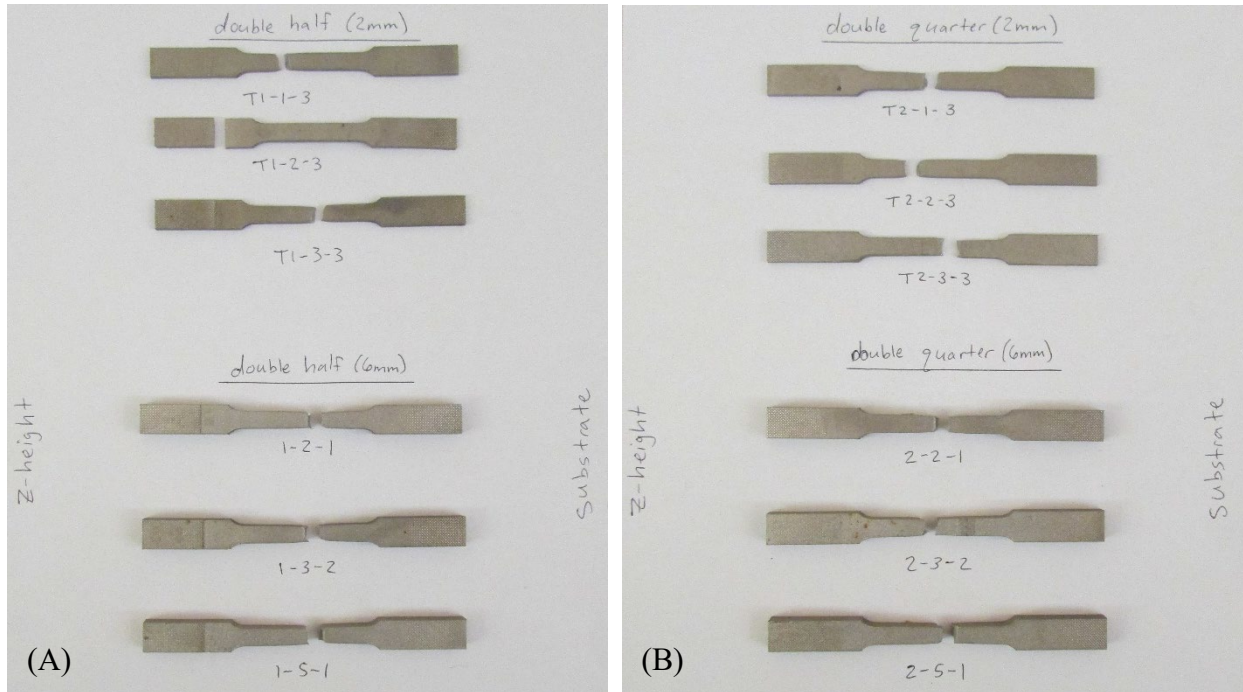 double half (2mm)
T1-1-3
T1-2-3
T1-3-3
double half (6mm)
1-2-1
1-3-2
1-5-1
Z-height
Substrate
(A)
double quarter (2mm)
T2-1-3
T2-2-3
T2-3-3
double quarter (6mm)
2-2-1
2-3-2
2-5-1
Z-height
Substrate
(B)